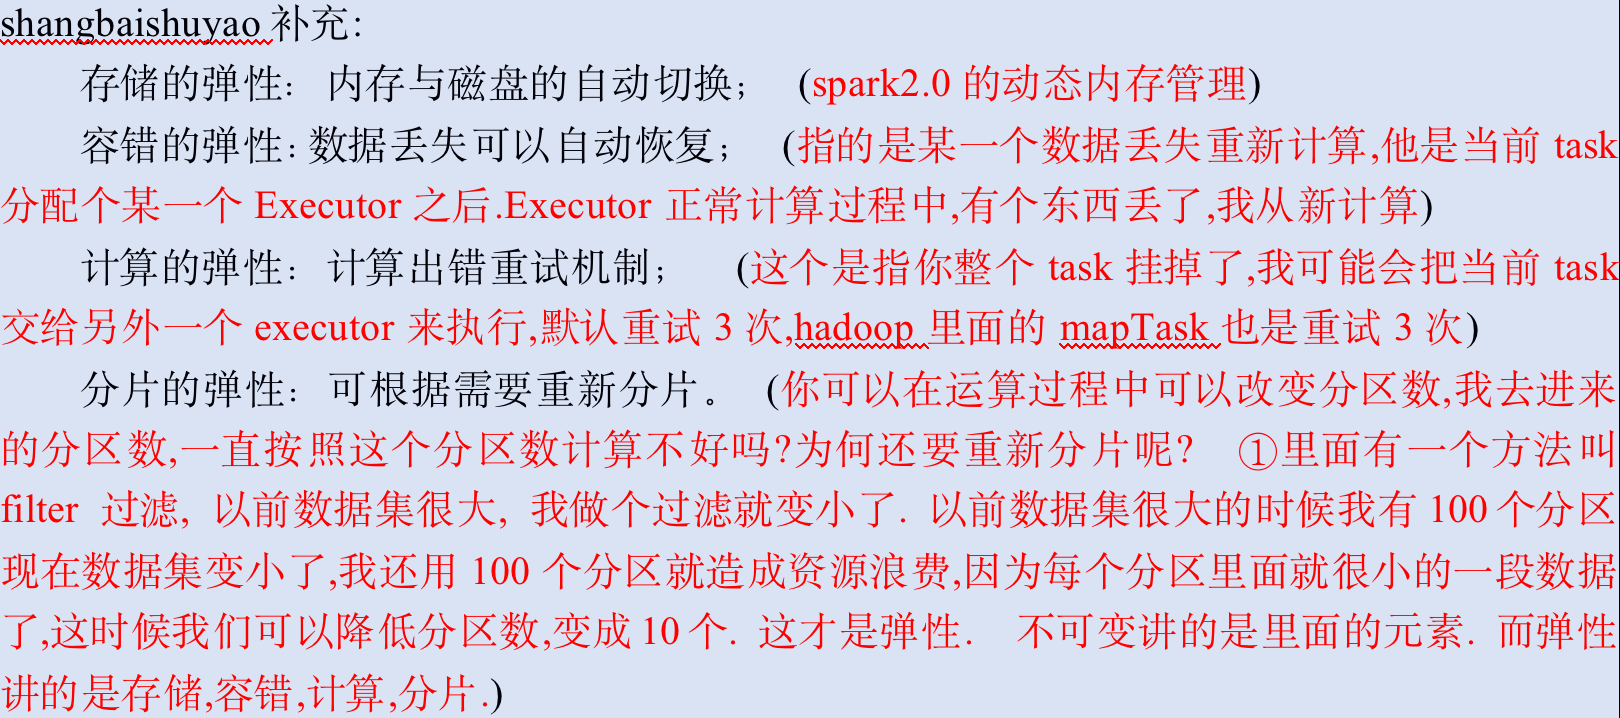 shangbaishuyao 补充:
存储的弹性： 内存与磁盘的自动切换； (spark2.0 的动态内存管理)
容错的弹性: 数据丢失可以自动恢复； (指的是某一个数据丢失重新计算,他是当前 task
分配个某一个 Executor 之后.Executor 正常计算过程中,有个东西丢了,我从新计算)
计算的弹性： 计算出错重试机制； (这个是指你整个 task 挂掉了,我可能会把当前 task
交给另外一个 executor 来执行,默认重试 3 次,hadoop 里面的 mapTask 也是重试 3 次)
分片的弹性： 可根据需要重新分片。 (你可以在运算过程中可以改变分区数,我去进来
的分区数,一直按照这个分区数计算不好吗?为何还要重新分片呢? ①里面有一个方法叫
filter 过滤, 以前数据集很大, 我做个过滤就变小了. 以前数据集很大的时候我有 100 个分区
现在数据集变小了,我还用 100 个分区就造成资源浪费,因为每个分区里面就很小的一段数据
了,这时候我们可以降低分区数,变成 10 个. 这才是弹性. 不可变讲的是里面的元素. 而弹性
讲的是存储,容错,计算,分片.)